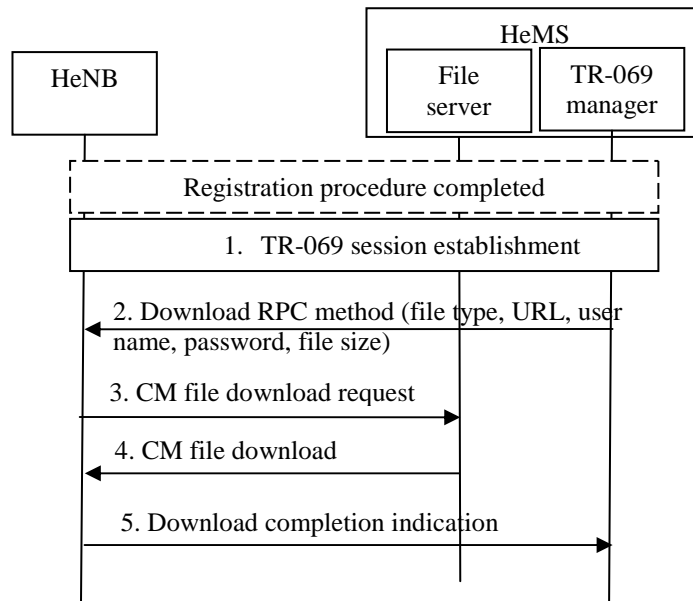 HeMS
HeNB
File
server
TR-069
manager
Registration procedure completed
1. TR-069 session establishment
2. Download RPC method (file type, URL, user
name, password, file size)
3. CM file download request
4. CM file download
5. Download completion indication